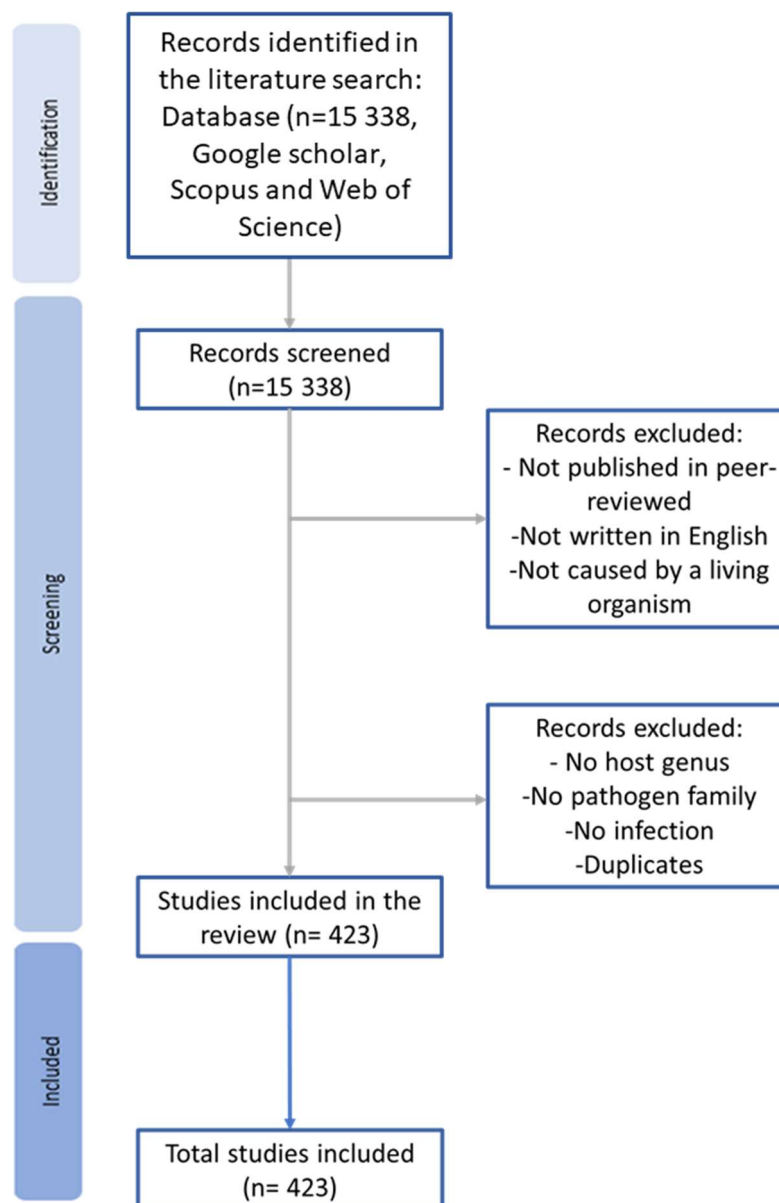 Identification
Records identified in
the literature search:
Database (n=15 338,
Google scholar,
Scopus and Web of
Science)
Screening
Records screened
(n=15 338)
Records excluded:
- Not published in peer-
reviewed
-Not written in English
-Not caused by a living
organism
Records excluded:
- No host genus
-No pathogen family
-No infection
-Duplicates
Studies included in the
review (n= 423)
Included
Total studies included
(n= 423)